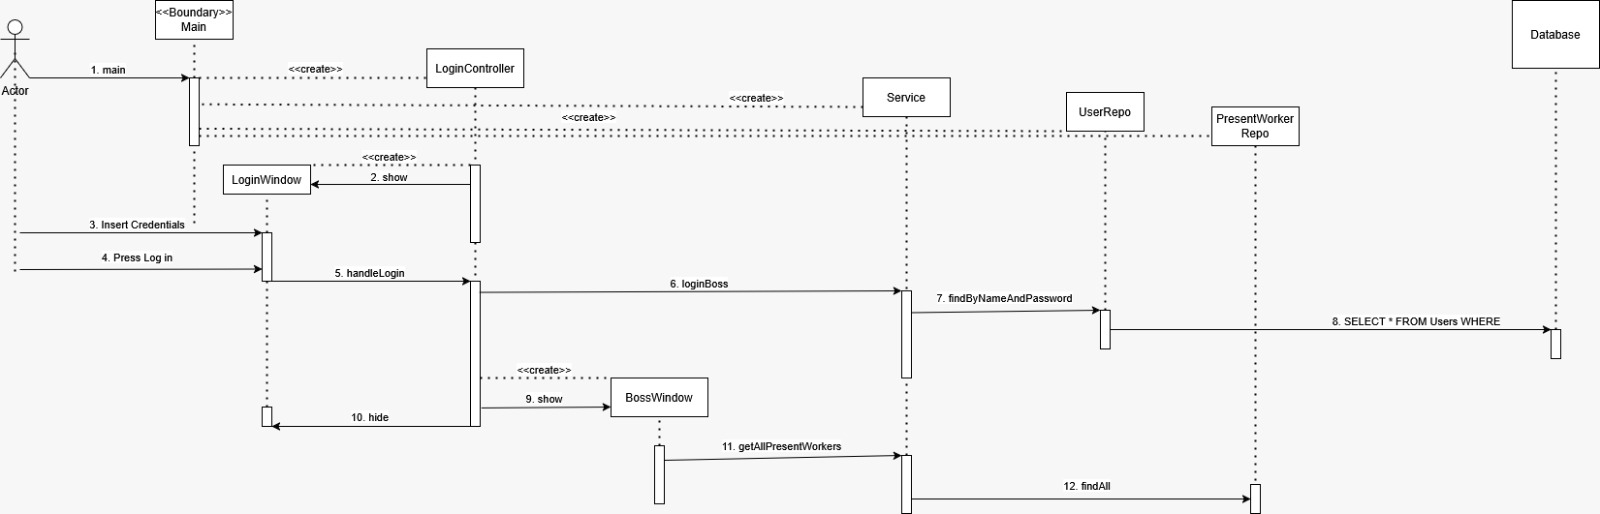 <<Boundary>>
Main
Database
LoginController
<<create>>
1. main
Actor
Service
<<create>>
UserRepo
<<create>>
PresentWorker
Repo
<<create>>
LoginWindow
2. show
3. Insert Credentials
4. Press Log in
5. handleLogin
6. loginBoss
7. findByNameAndPassword
8. SELECT * FROM Users WHERE
<<create>>
BossWindow
9. show
10. hide
11. getAllPresentWorkers
12. findAll